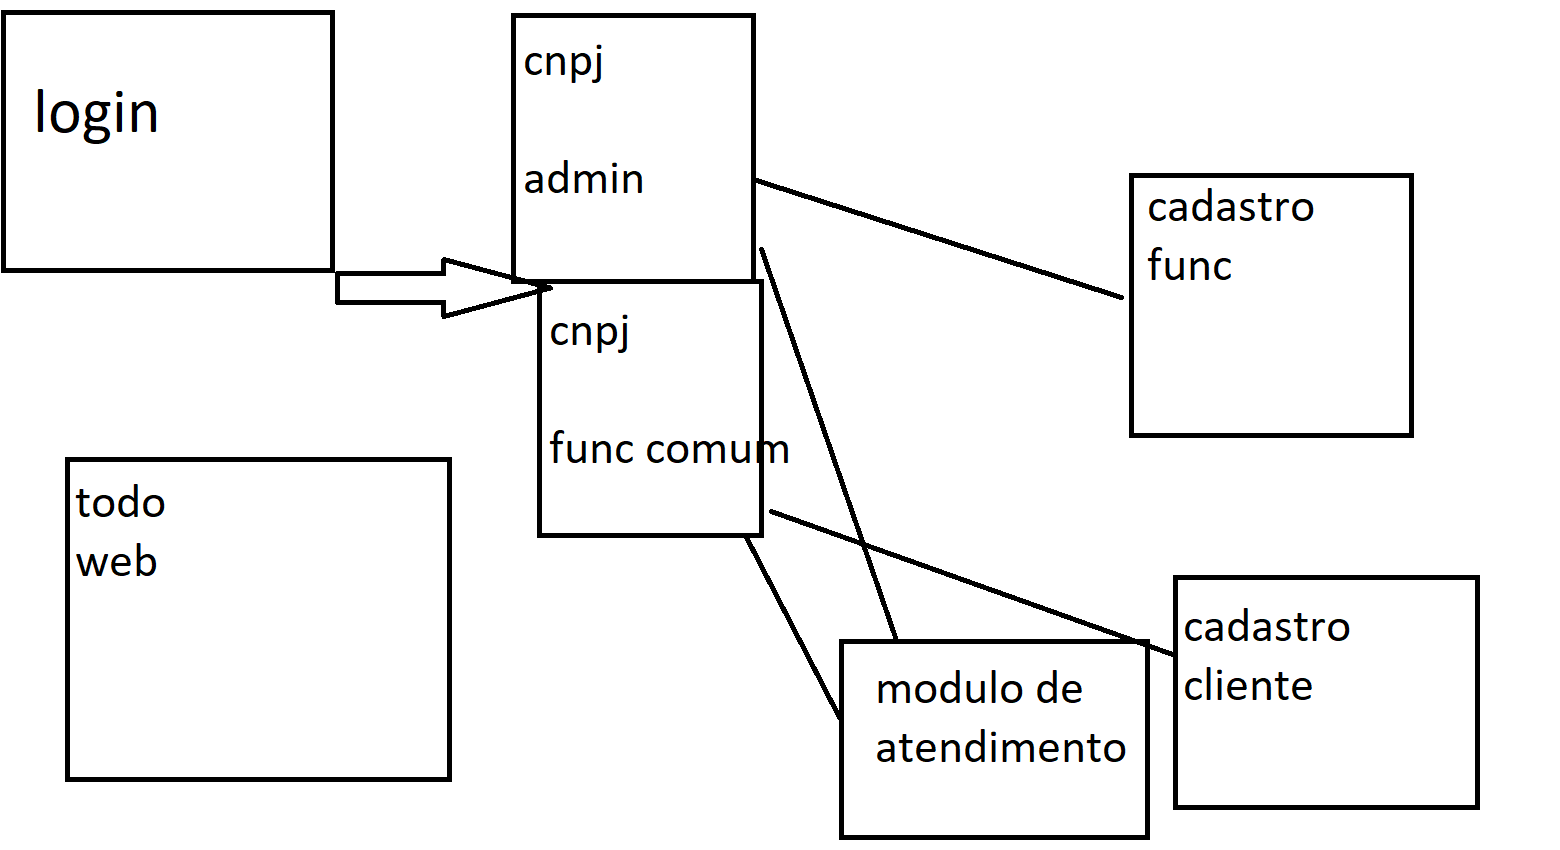 login
cnpj
admin
cnpj
func comum
cadastro
func
todo
web
modulo de
atendimento
cadastro
cliente